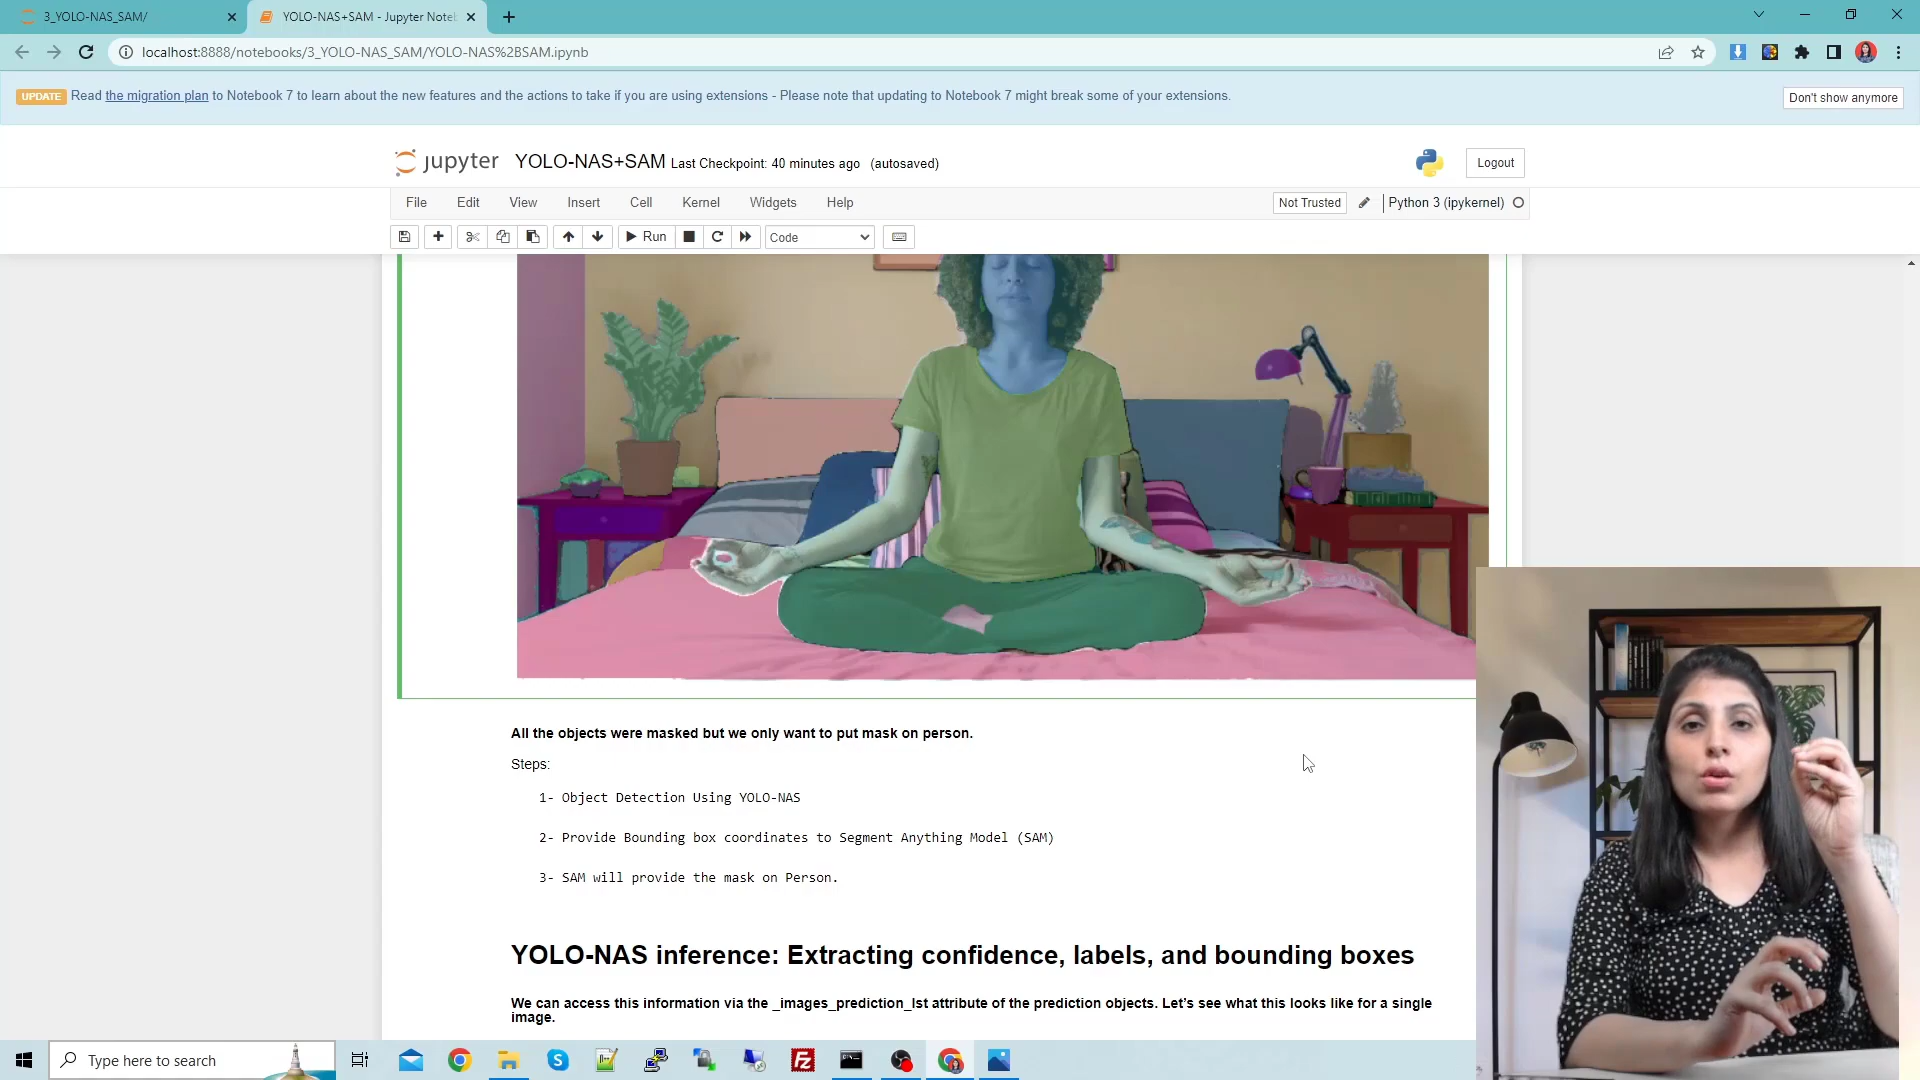 3_YOLO-NAS_SAM/
YOLO-NAS+SAM - Jupyter Noteb
localhost:8888/notebooks/3_YOLO-NAS_SAM/YOLO-NAS%2BSAM.ipynb
UPDATE Read the migration plan to Notebook 7 to learn about the new features and the actions to take if you are using extensions - Please note that updating to Notebook 7 might break some of your extensions.
Don't show anymore
jupyter YOLO-NAS+SAM Last Checkpoint: 40 minutes ago (autosaved)
Logout
File Edit View Insert Cell Kernel Widgets Help
Not Trusted
Python 3 (ipykernel)
Run
Code
All the objects were masked but we only want to put mask on person.
Steps:
1- Object Detection Using YOLO-NAS
2- Provide Bounding box coordinates to Segment Anything Model (SAM)
3- SAM will provide the mask on Person.
YOLO-NAS inference: Extracting confidence, labels, and bounding boxes
We can access this information via the _images_prediction_lst attribute of the prediction objects. Let's see what this looks like for a single
image.
Type here to search